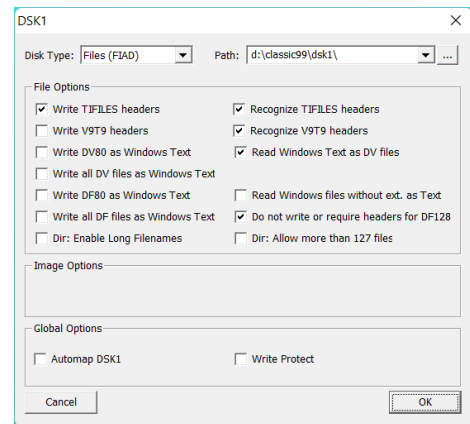 DSK1
Disk Type: Files (FIAD) Path: d:\classic99\dsk1\ ...
File Options
Write TIFILES headers Recognize TIFILES headers
Write V9T9 headers Recognize V9T9 headers
Write DV80 as Windows Text Read Windows Text as DV files
Write all DV files as Windows Text
Write DF80 as Windows Text Read Windows files without ext. as Text
Write all DF files as Windows Text Do not write or require headers for DF128
Dir: Enable Long Filenames Dir: Allow more than 127 files
Image Options
Global Options
Automap DSK1 Write Protect
Cancel OK